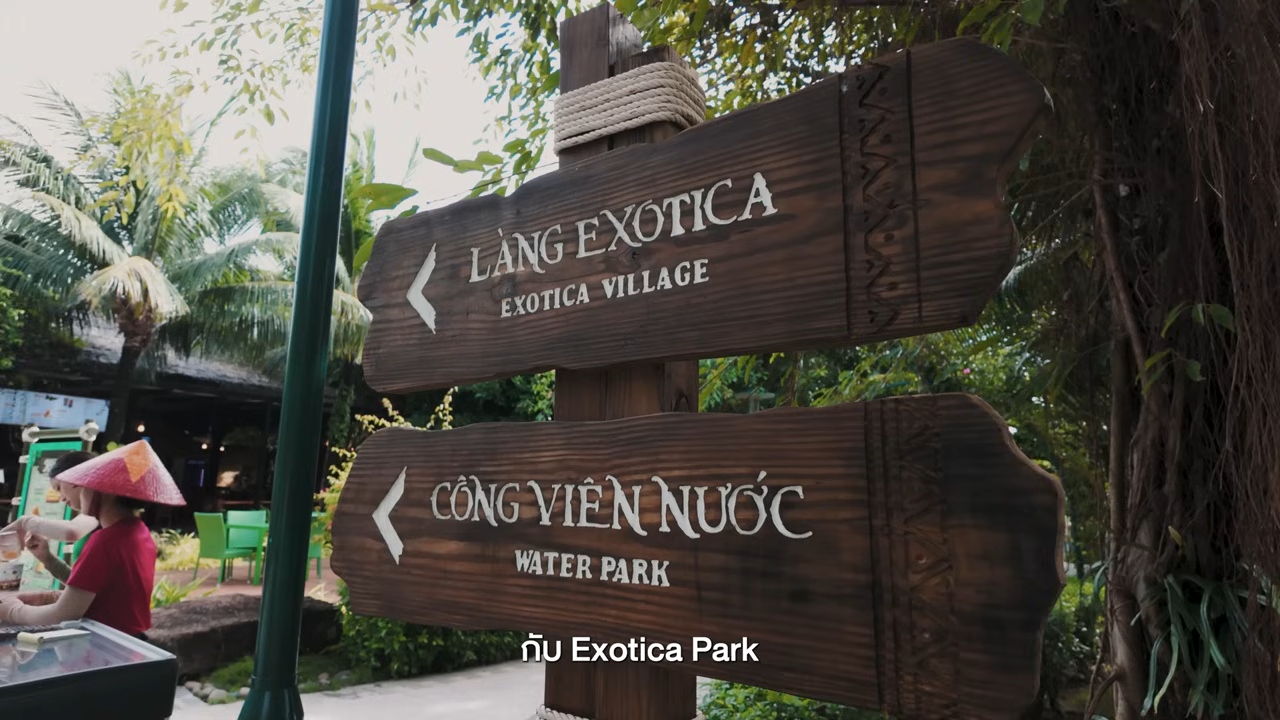 LÀNG EXOTICA
EXOTICA VILLAGE
CÔNG VIÊN NƯỚC
WATER PARK
กับ Exotica Park